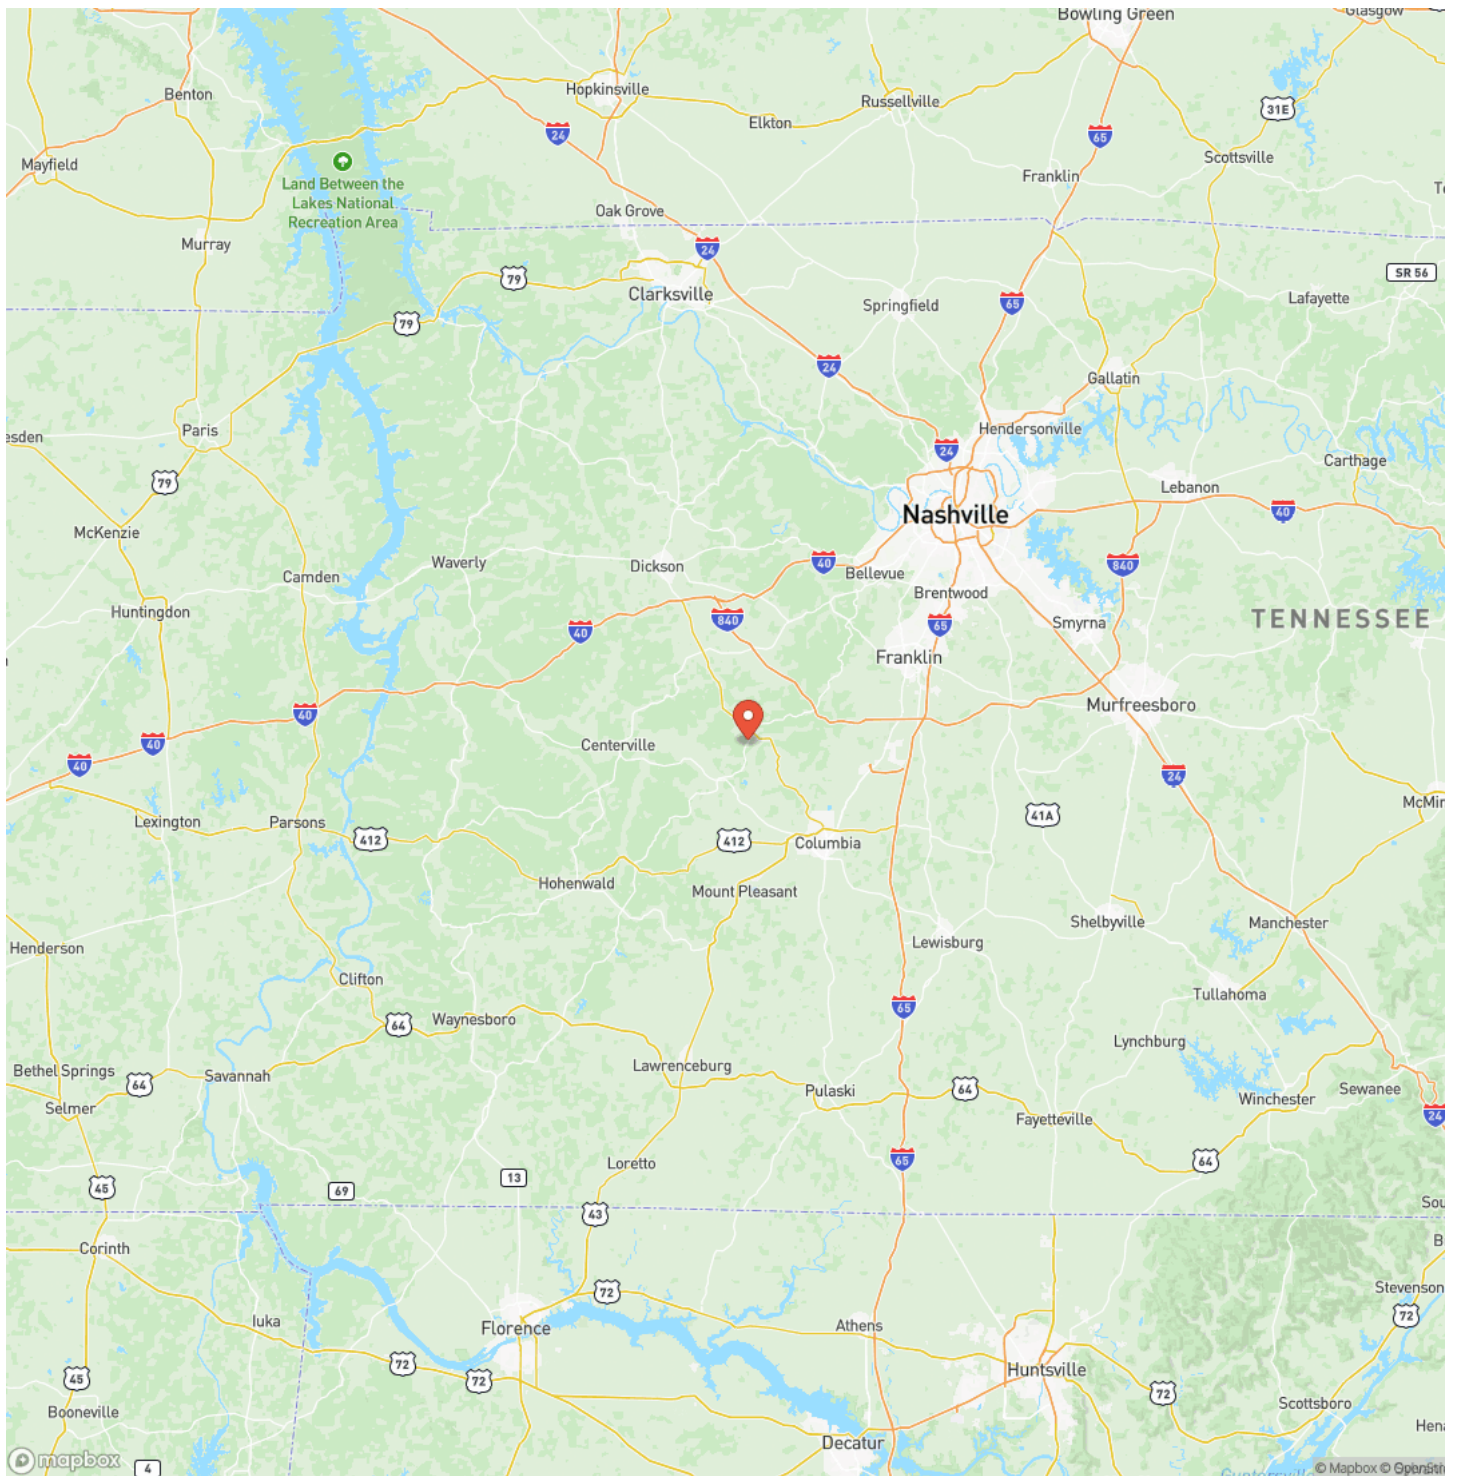 Bowling Green
Glasgow
Benton
Hopkinsville
Russellville
31E
Elkton
24
65
Mayfield
Scottsville
Land Between the
Lakes National
Recreation Area
Franklin
Oak Grove
Murray
24
79
SR 56
Clarksville
Lafayette
Springfield
65
79
24
Gallatin
Paris
Hendersonville
esden
24
Carthage
79
Lebanon
Nashville
40
McKenzie
Waverly
Dickson
40
840
Bellevue
Camden
Brentwood
Huntingdon
840
65
Smyrna
TENNESSEE
40
Franklin
Murfreesboro
40
40
Centerville
40
24
McMir
Lexington
Parsons
412
412
41A
Columbia
Hohenwald
Mount Pleasant
Shelbyville
Manchester
Henderson
Lewisburg
Clifton
Tullahoma
65
Waynesboro
64
Lynchburg
Lawrenceburg
Bethel Springs
Savannah
64
Pulaski
64
Sewanee
Winchester
Selmer
Fayetteville
24
65
64
Loretto
13
45
69
Sou
43
Corinth
B
Stevenson
72
72
Iuka
Florence
Athens
72
Huntsville
45
72
72
Scottsboro
Booneville
Hena
Decatur
mapbox
4
© Mapbox ©